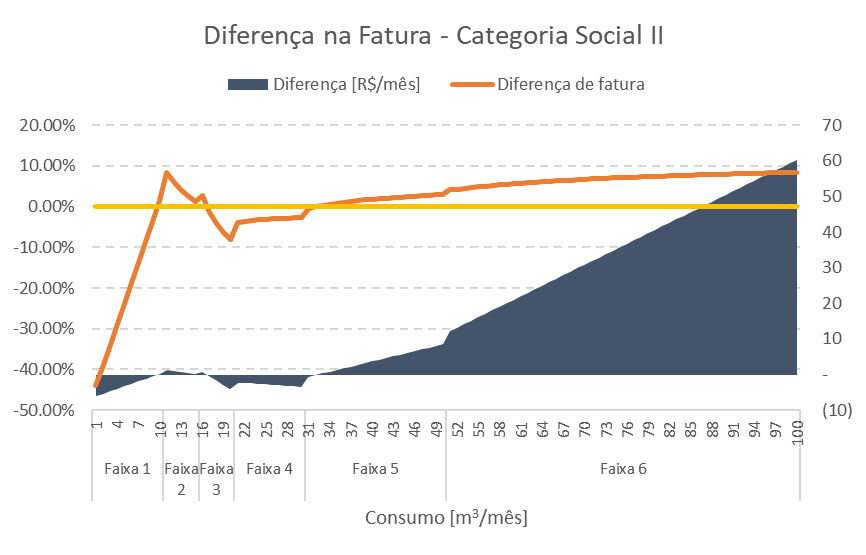 Diferença na Fatura - Categoria Social II
Diferença [R$/mês] Diferença de fatura
20.00% 70
10.00% 60
0.00% 50
-10.00% 40
-20.00% 30
-30.00% 20
-40.00% 10
-50.00% -
(10)
1 4 7 10 13 16 19 22 25 28 31 34 37 40 43 46 49 52 55 58 61 64 67 70 73 76 79 82 85 88 91 94 97 100
Faixa 1 Faixa 2 Faixa 3 Faixa 4 Faixa 5 Faixa 6
Consumo [m³/mês]